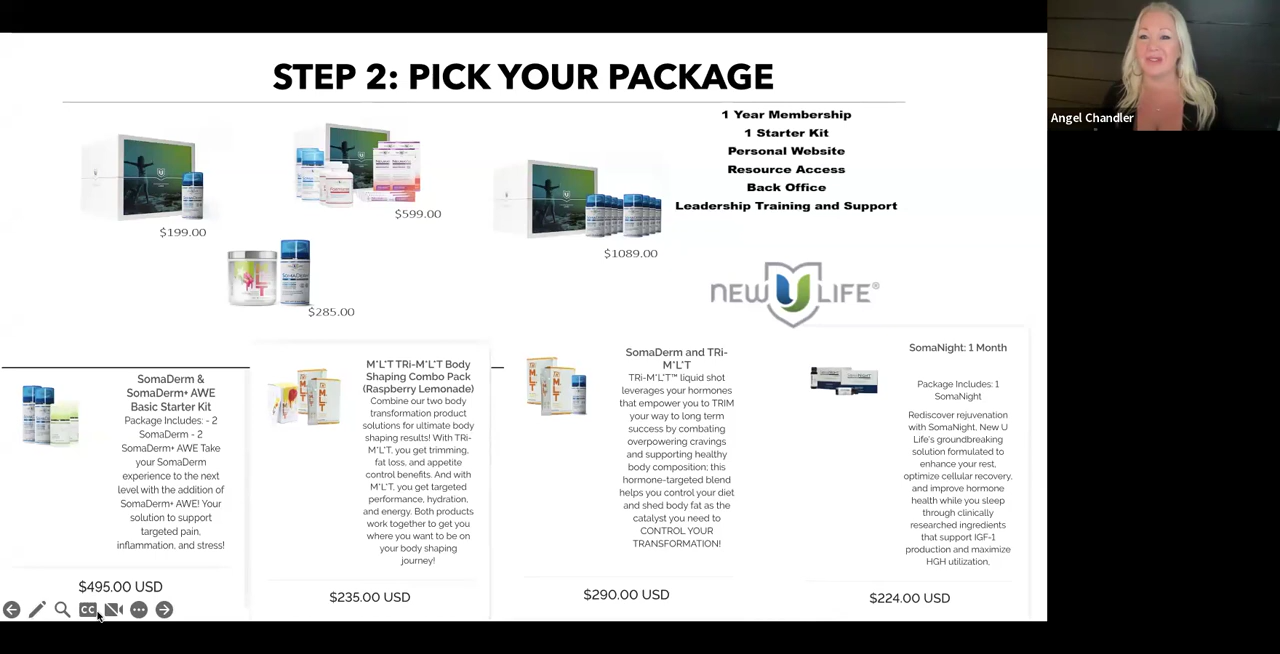 STEP 2: PICK YOUR PACKAGE
Angel Chandler
1 Year Membership
1 Starter Kit
Personal Website
Resource Access
Back Office
Leadership Training and Support
$199.00
$599.00
$1089.00
SOMADERM
$285.00
NEW U LIFE®
SomaDerm &
SomaDerm+ AWE
Basic Starter Kit
Package Includes: - 2
SomaDerm - 2
SomaDerm+ AWE Take
your SomaDerm
experience to the next
level with the addition of
SomaDerm+ AWE! Your
solution to support
targeted pain,
inflammation, and stress!
$495.00 USD
M*L*T TRi-M*L*T Body
Shaping Combo Pack
(Raspberry Lemonade)
Combine our two body
transformation product
solutions for ultimate body
shaping results! With TRi-
M*L*T, you get trimming,
fat loss, and appetite
control benefits. And with
M*L*T, you get targeted
performance, hydration,
and energy. Both products
work together to get you
where you want to be on
your body shaping
journey!
$235.00 USD
SomaDerm and TRi-
M*L*T
TRi-M*L*T™ liquid shot
leverages your hormones
that empower you to TRIM
your way to long term
success by combating
overpowering cravings
and supporting healthy
body composition; this
hormone-targeted blend
helps you control your diet
and shed body fat as the
catalyst you need to
CONTROL YOUR
TRANSFORMATION!
$290.00 USD
SomaNight: 1 Month
Package Includes: 1
SomaNight
Rediscover rejuvenation
with SomaNight, New U
Life's groundbreaking
solution formulated to
enhance your rest,
optimize cellular recovery,
and improve hormone
health while you sleep
through clinically
researched ingredients
that support IGF-1
production and maximize
HGH utilization,
$224.00 USD
CC